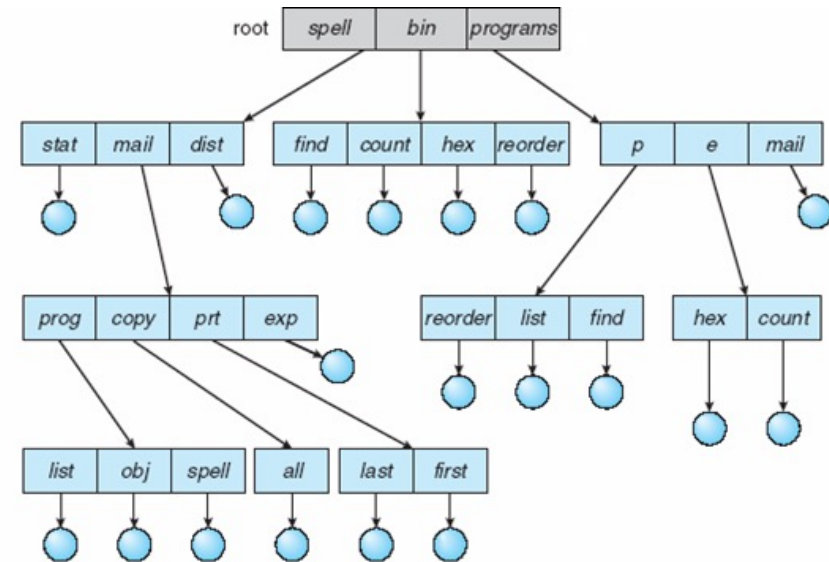 root spell bin programs
stat mail dist find count hex reorder p e mail
prog copy prt exp reorder list find hex count
list obj spell all last first